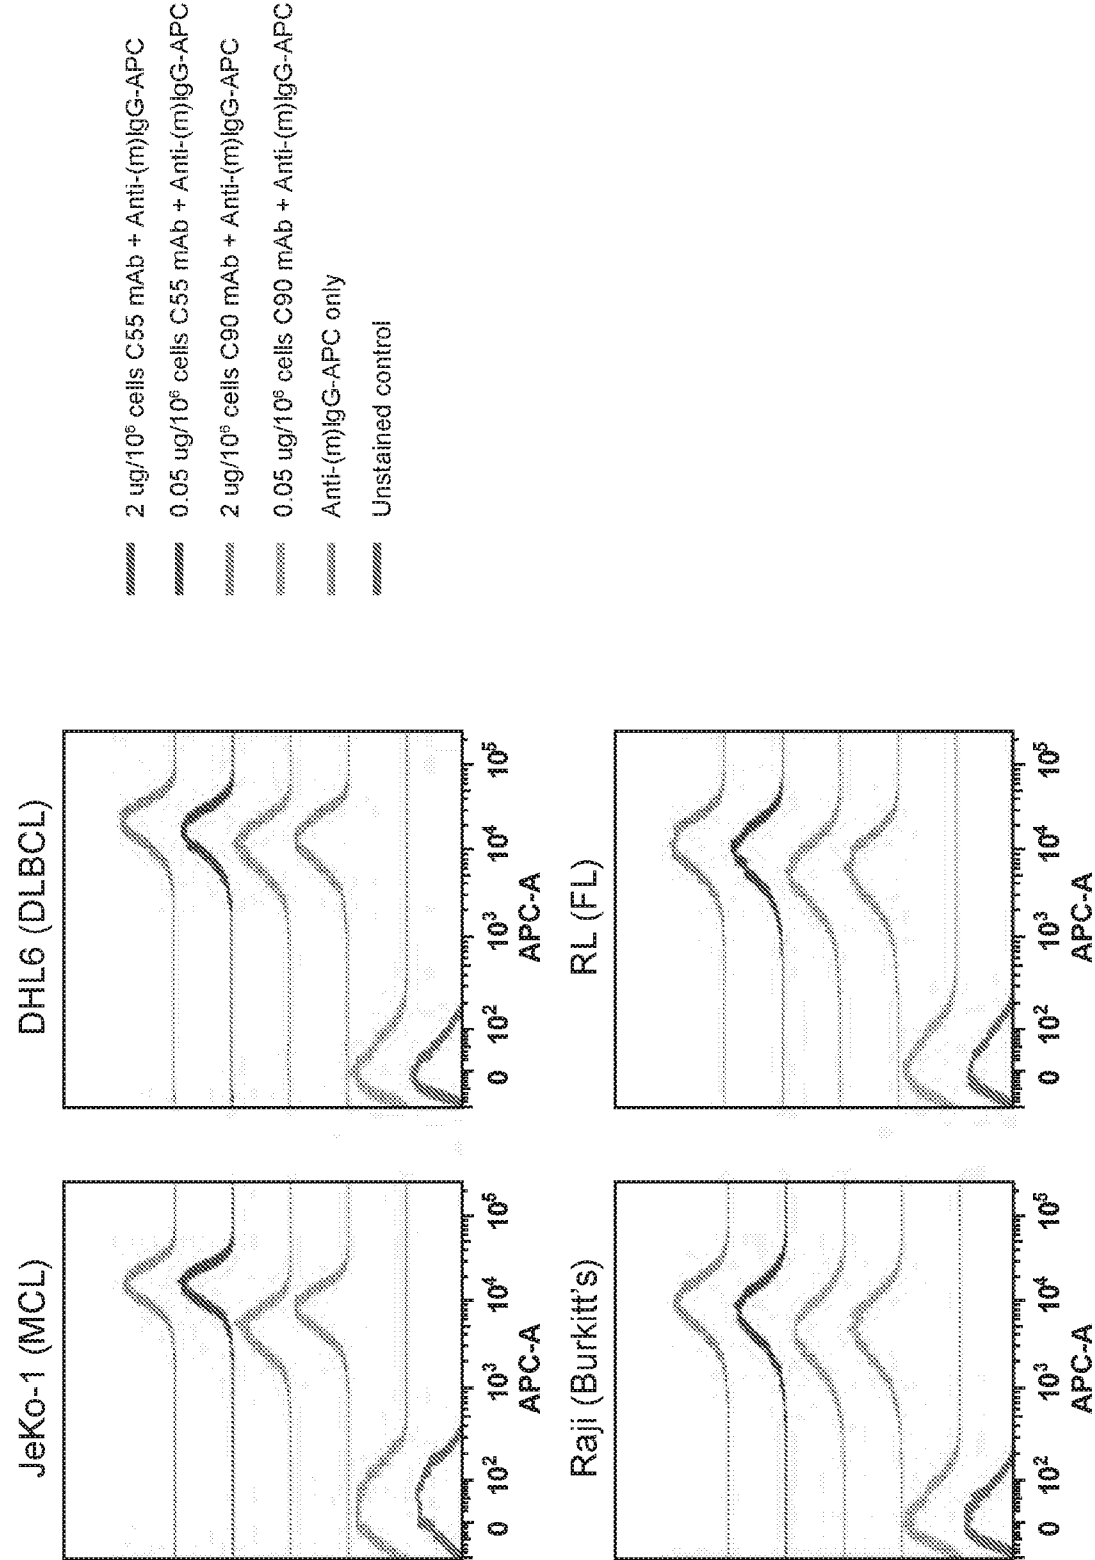 JeKo-1 (MCL)
0 10² 10³ 10⁴ 10⁵
APC-A
DHL6 (DLBCL)
0 10² 10³ 10⁴ 10⁵
APC-A
2 ug/10⁶ cells C55 mAb + Anti-(m)IgG-APC
0.05 ug/10⁶ cells C55 mAb + Anti-(m)IgG-APC
2 ug/10⁶ cells C90 mAb + Anti-(m)IgG-APC
0.05 ug/10⁶ cells C90 mAb + Anti-(m)IgG-APC
Anti-(m)IgG-APC only
Unstained control
Raji (Burkitt's)
0 10² 10³ 10⁴ 10⁵
APC-A
RL (FL)
0 10² 10³ 10⁴ 10⁵
APC-A